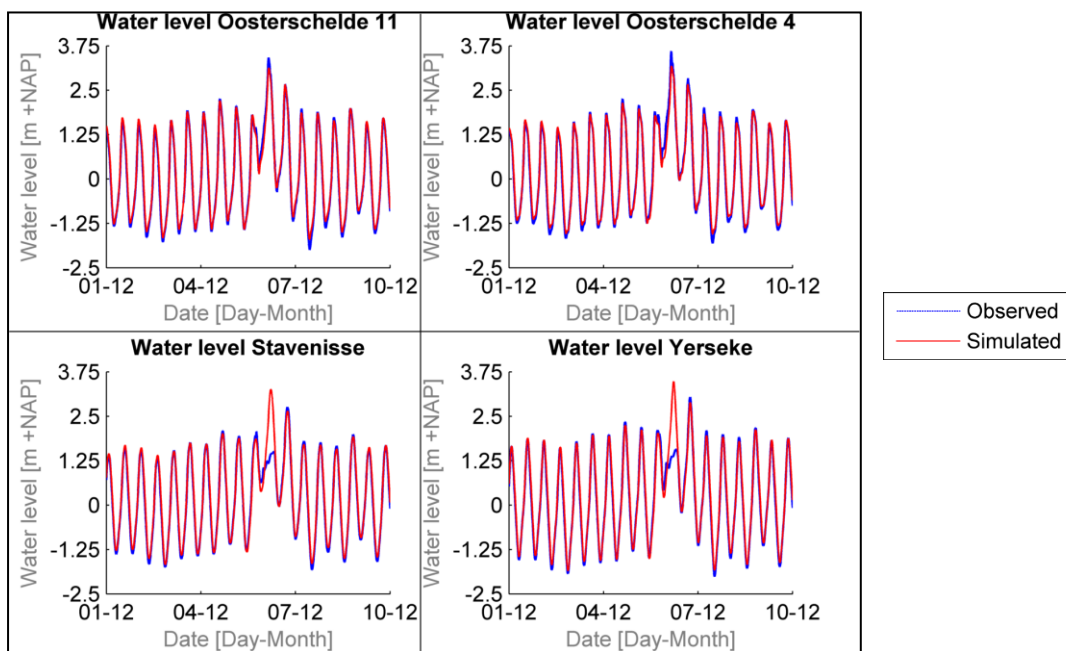 Water level Oosterschelde 11
3.75
2.5
1.25
0
-1.25
-2.5
Water level [m +NAP]
01-12 04-12 07-12 10-12
Date [Day-Month]
Water level Oosterschelde 4
3.75
2.5
1.25
0
-1.25
-2.5
Water level [m +NAP]
01-12 04-12 07-12 10-12
Date [Day-Month]
Observed
Simulated
Water level Stavenisse
3.75
2.5
1.25
0
-1.25
-2.5
Water level [m +NAP]
01-12 04-12 07-12 10-12
Date [Day-Month]
Water level Yerseke
3.75
2.5
1.25
0
-1.25
-2.5
Water level [m +NAP]
01-12 04-12 07-12 10-12
Date [Day-Month]